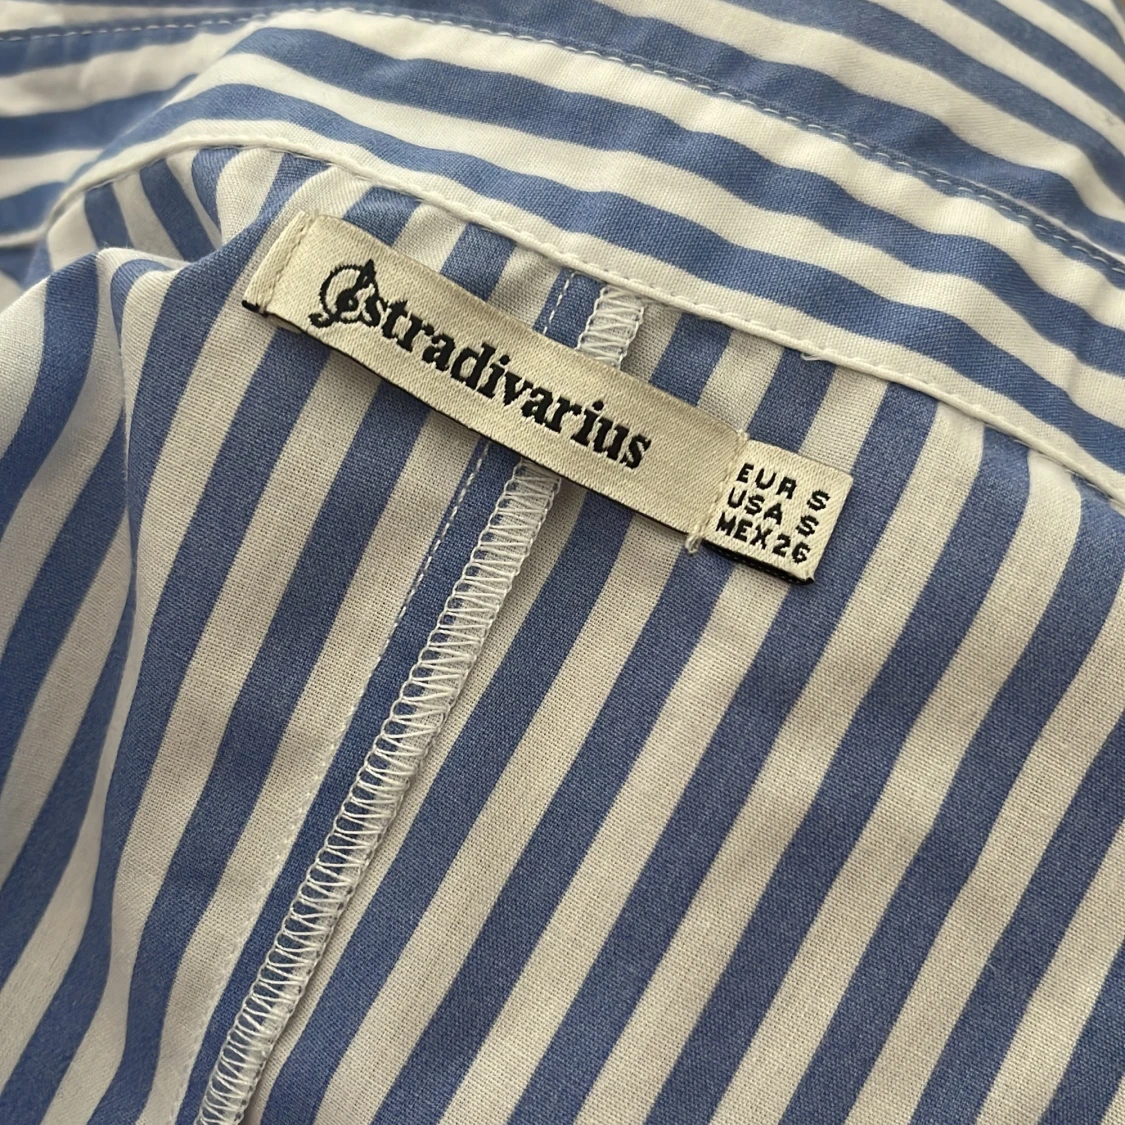 stradivarius
EUR S
USA S
MEX 26